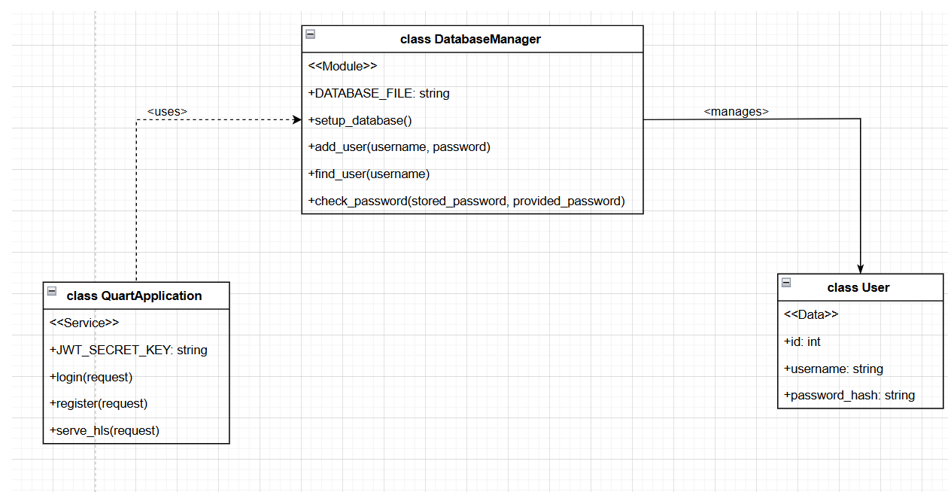 class DatabaseManager
<<Module>>
+DATABASE_FILE: string
+setup_database()
+add_user(username, password)
+find_user(username)
+check_password(stored_password, provided_password)
<uses>
<manages>
class QuartApplication
<<Service>>
+JWT_SECRET_KEY: string
+login(request)
+register(request)
+serve_hls(request)
class User
<<Data>>
+id: int
+username: string
+password_hash: string